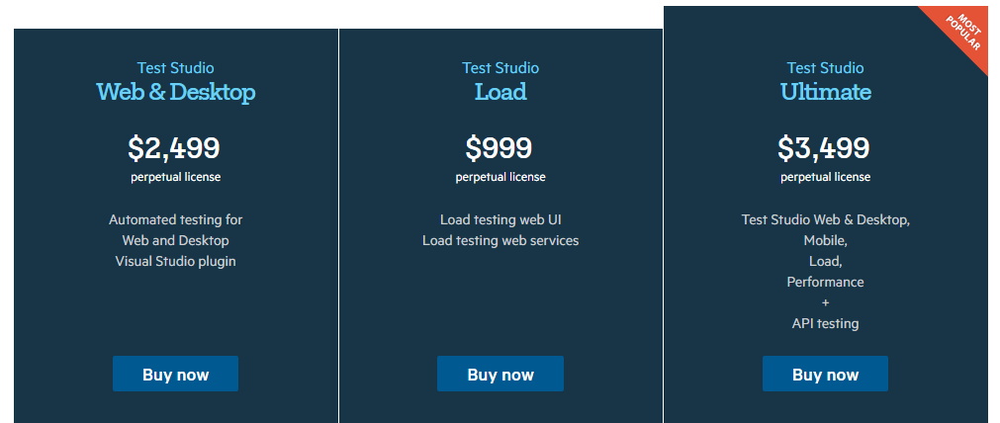 Test Studio
Web & Desktop
$2,499
perpetual license
Automated testing for
Web and Desktop
Visual Studio plugin
Buy now
Test Studio
Load
$999
perpetual license
Load testing web UI
Load testing web services
Buy now
MOST
POPULAR
Test Studio
Ultimate
$3,499
perpetual license
Test Studio Web & Desktop,
Mobile,
Load,
Performance
+
API testing
Buy now